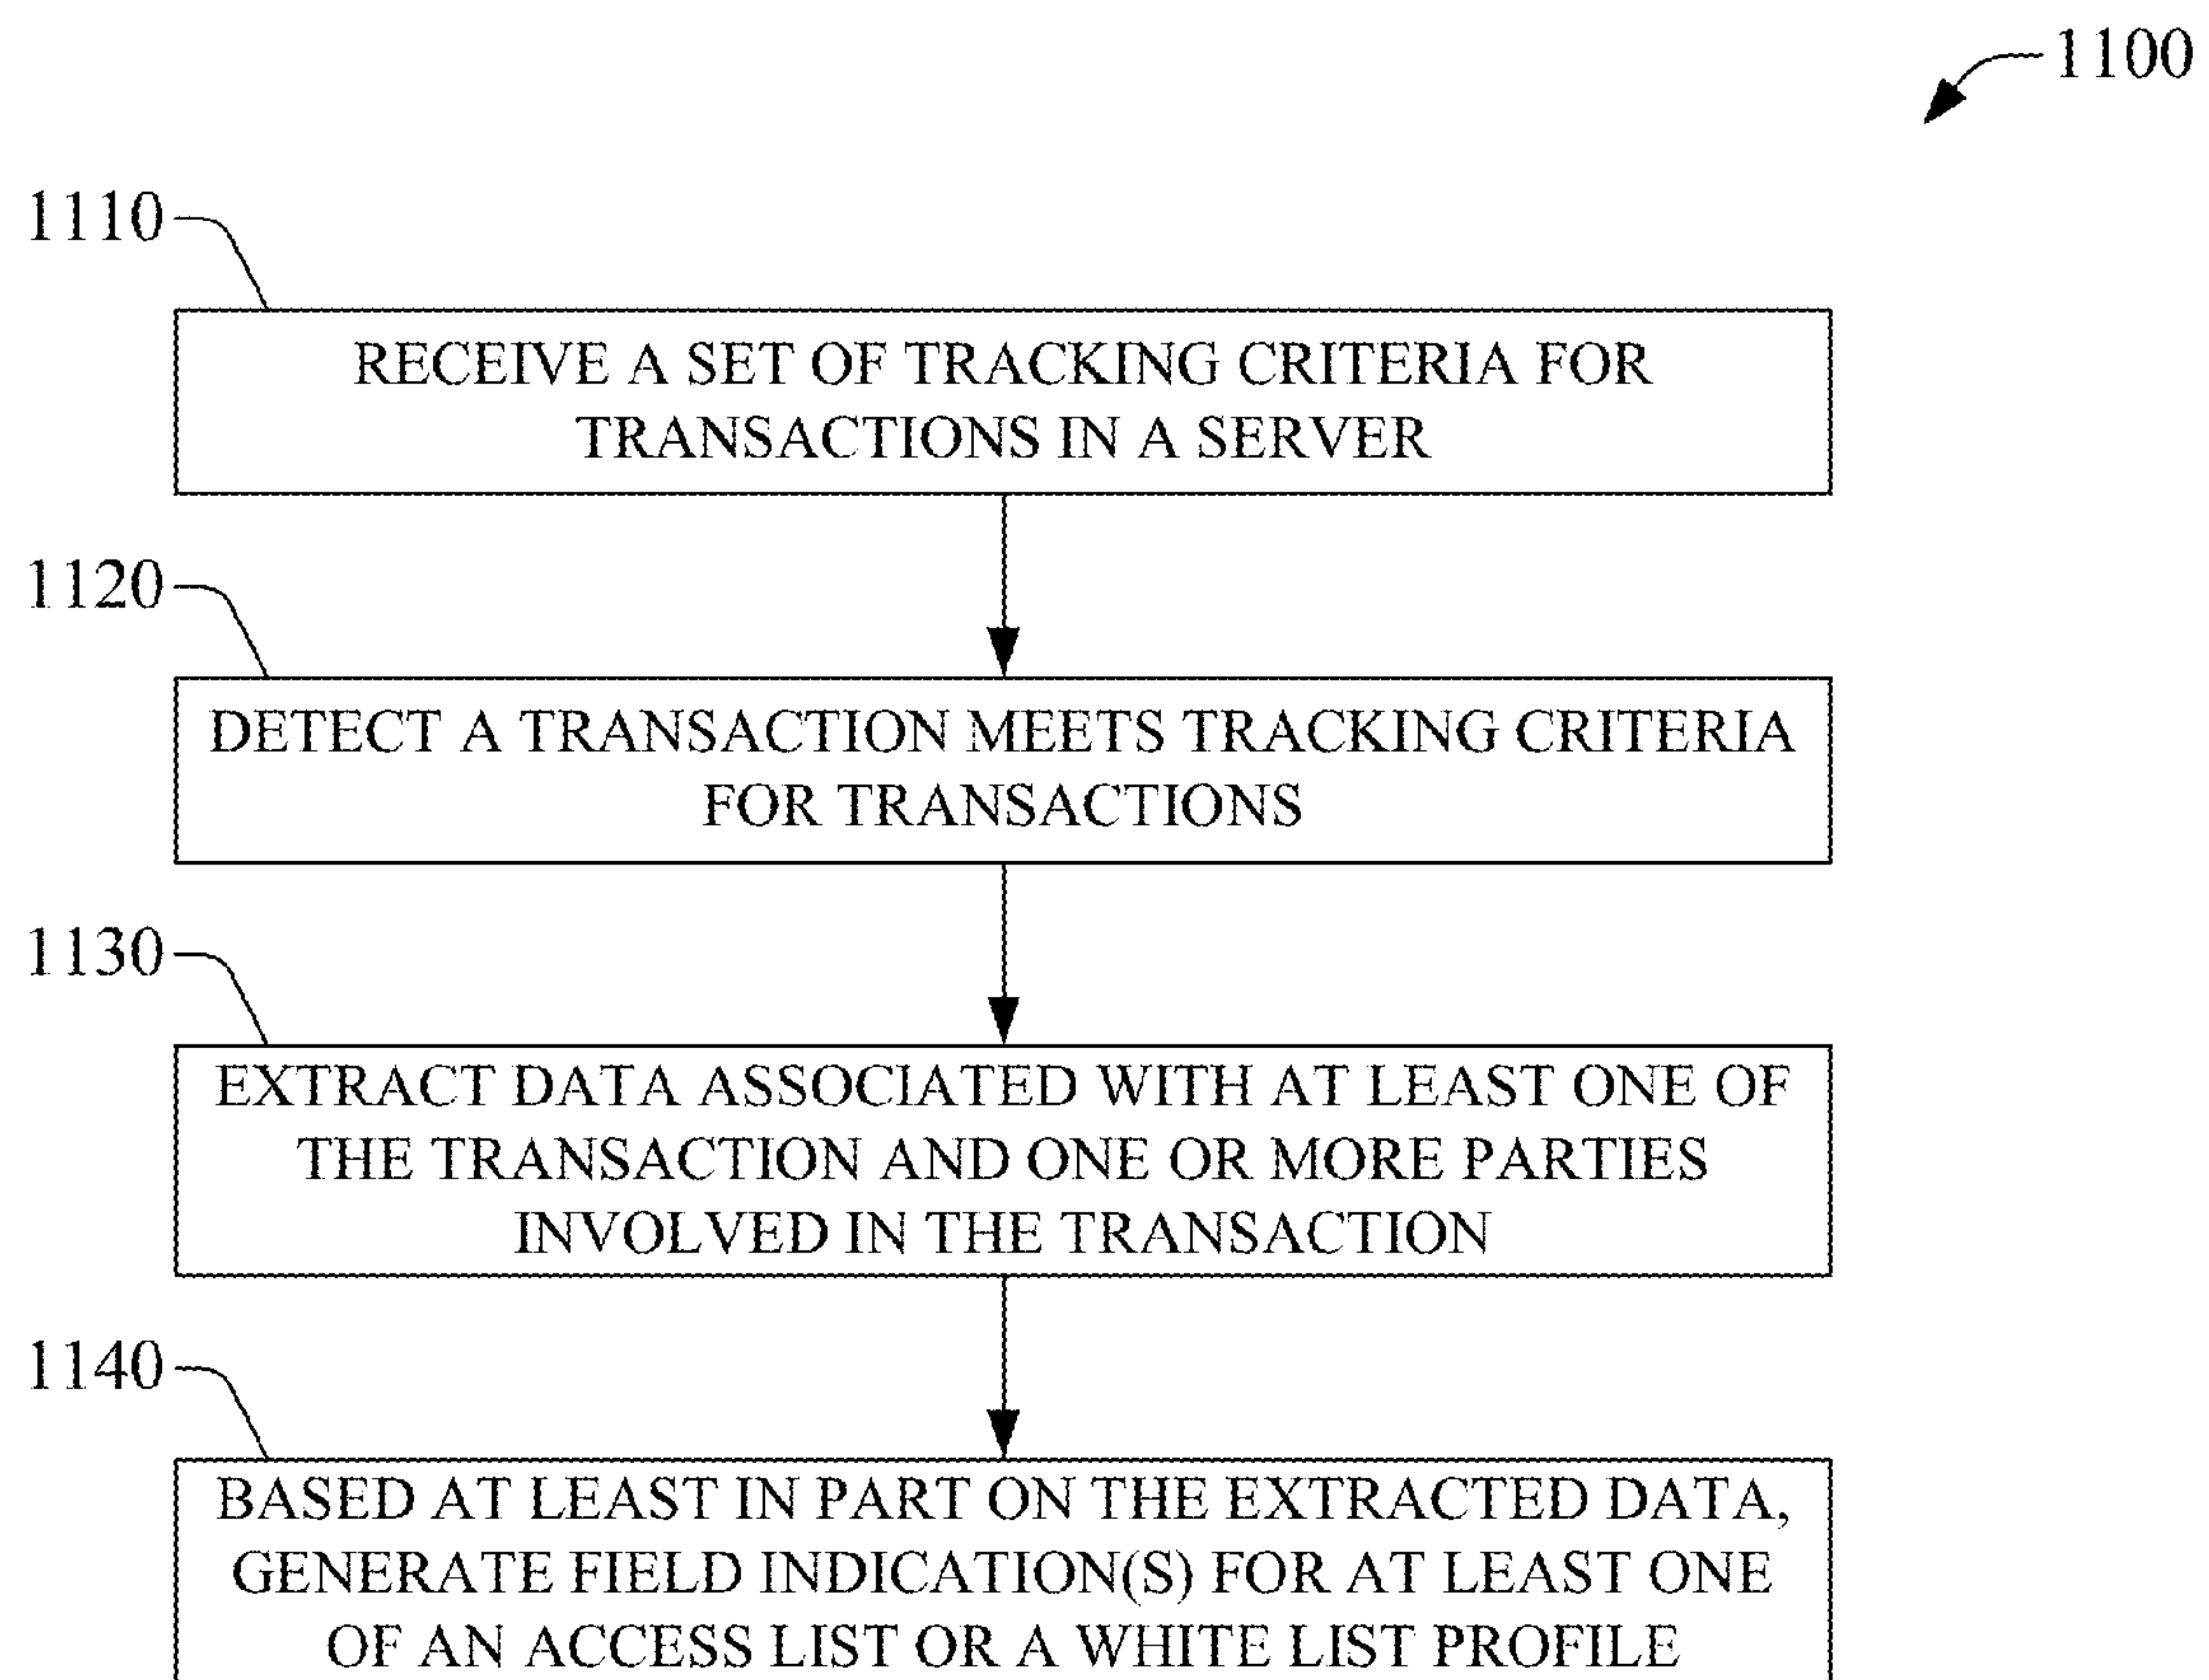 1100
1110
RECEIVE A SET OF TRACKING CRITERIA FOR
TRANSACTIONS IN A SERVER
1120
DETECT A TRANSACTION MEETS TRACKING CRITERIA
FOR TRANSACTIONS
1130
EXTRACT DATA ASSOCIATED WITH AT LEAST ONE OF
THE TRANSACTION AND ONE OR MORE PARTIES
INVOLVED IN THE TRANSACTION
1140
BASED AT LEAST IN PART ON THE EXTRACTED DATA,
GENERATE FIELD INDICATION(S) FOR AT LEAST ONE
OF AN ACCESS LIST OR A WHITE LIST PROFILE